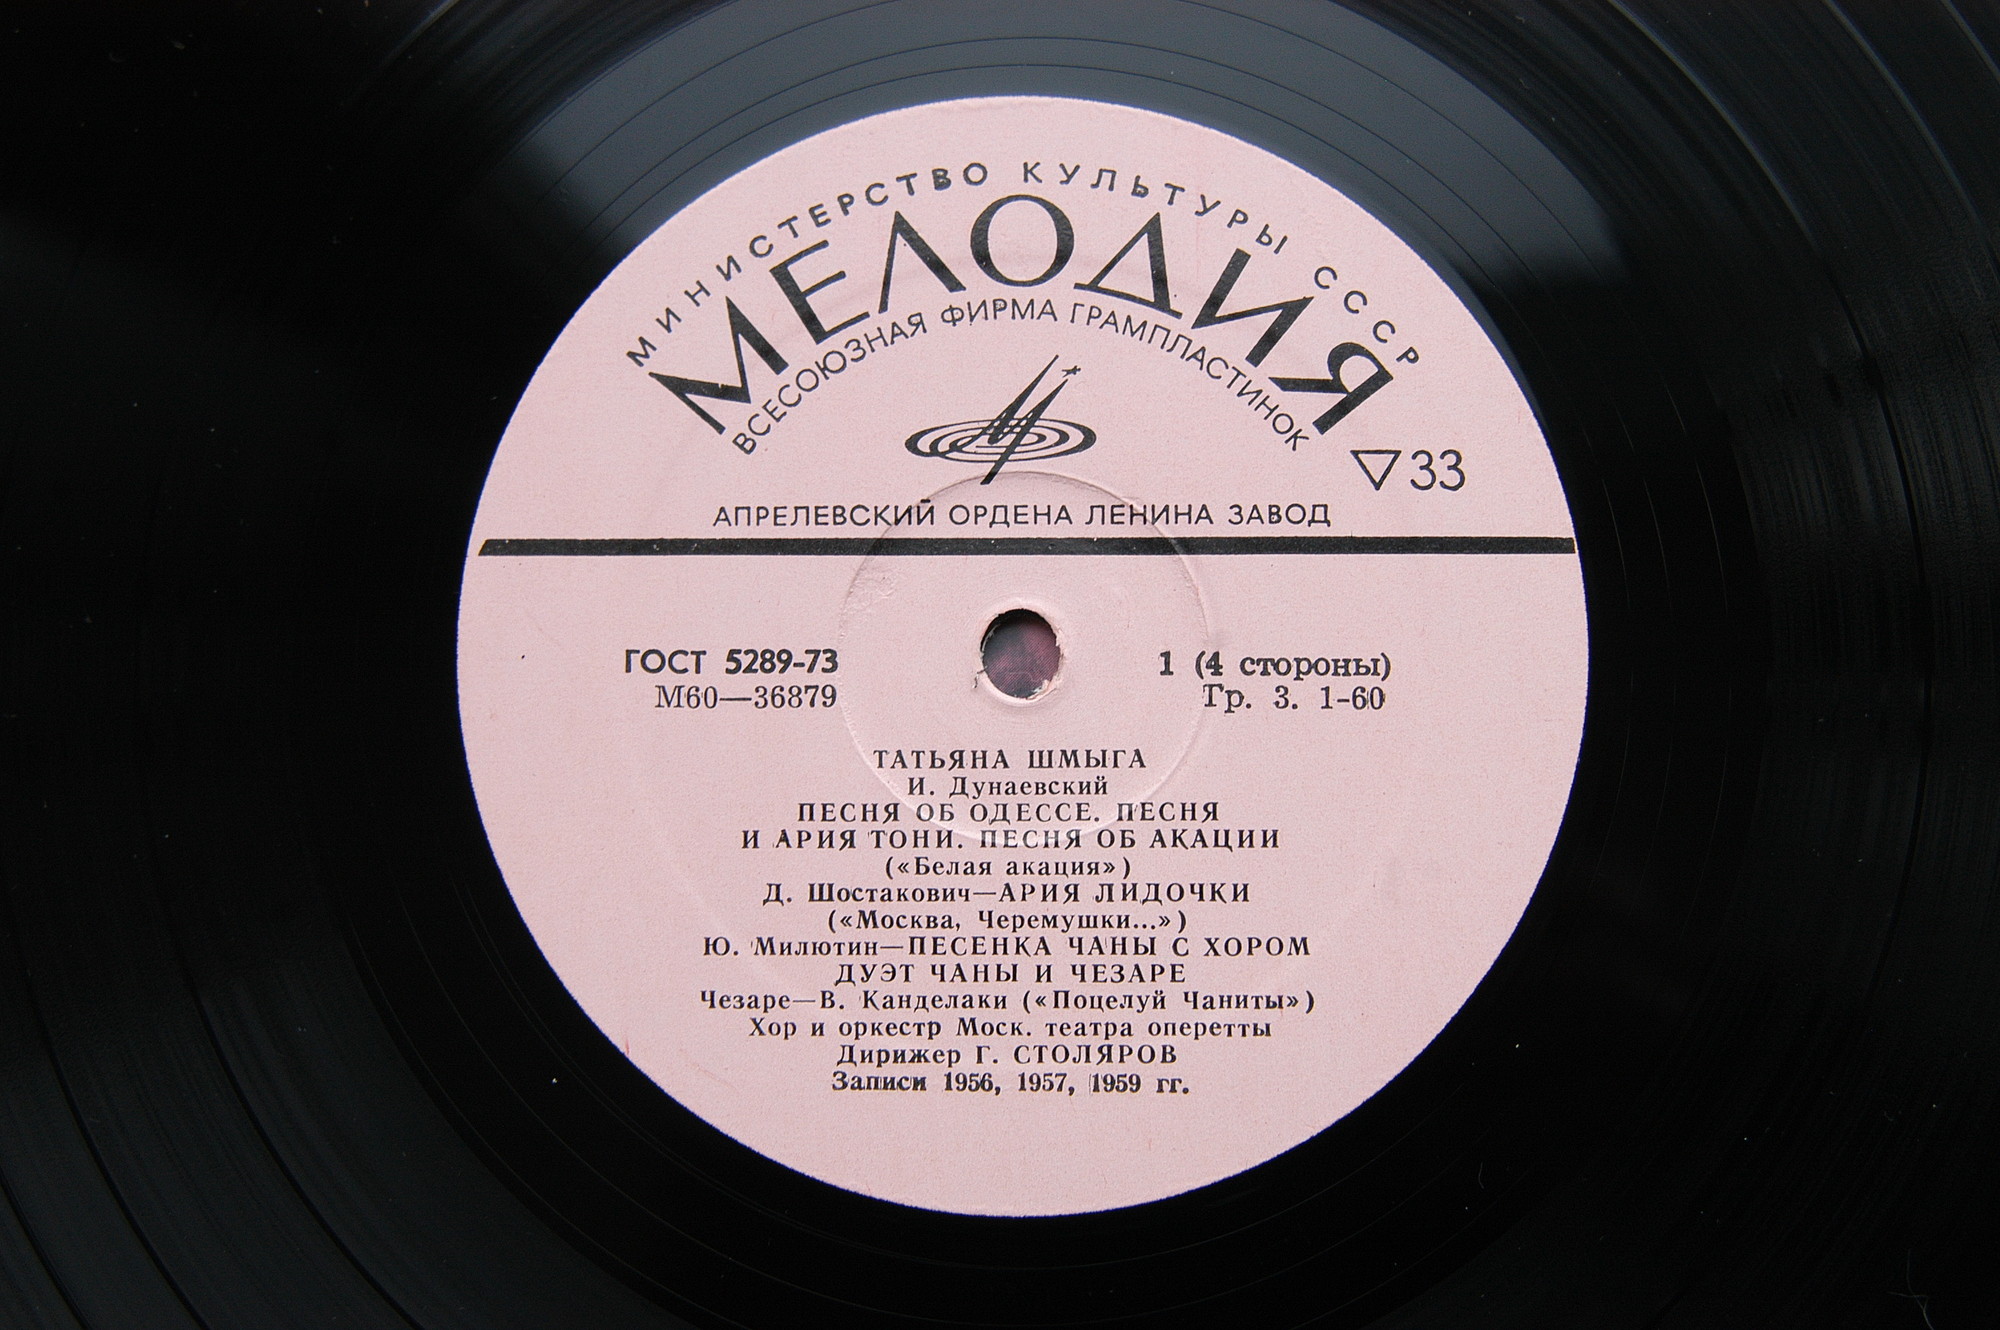 МИНИСТЕРСТВО КУЛЬТУРЫ СССР
МЕЛОДИЯ
ВСЕСОЮЗНАЯ ФИРМА ГРАМПЛАСТИНОК
▽33
АПРЕЛЕВСКИЙ ОРДЕНА ЛЕНИНА ЗАВОД
ГОСТ 5289-73 1 (4 стороны)
М60—36879 Гр. 3. 1-60
ТАТЬЯНА ШМЫГА
И. Дунаевский
ПЕСНЯ ОБ ОДЕССЕ. ПЕСНЯ
И АРИЯ ТОНИ. ПЕСНЯ ОБ АКАЦИИ
(«Белая акация»)
Д. Шостакович—АРИЯ ЛИДОЧКИ
(«Москва, Черемушки...»)
Ю. Милютин—ПЕСЕНКА ЧАНЫ С ХОРОМ
ДУЭТ ЧАНЫ И ЧЕЗАРЕ
Чезаре—В. Канделаки («Поцелуй Чаниты»)
Хор и оркестр Моск. театра оперетты
Дирижер Г. СТОЛЯРОВ
Записи 1956, 1957, 1959 гг.